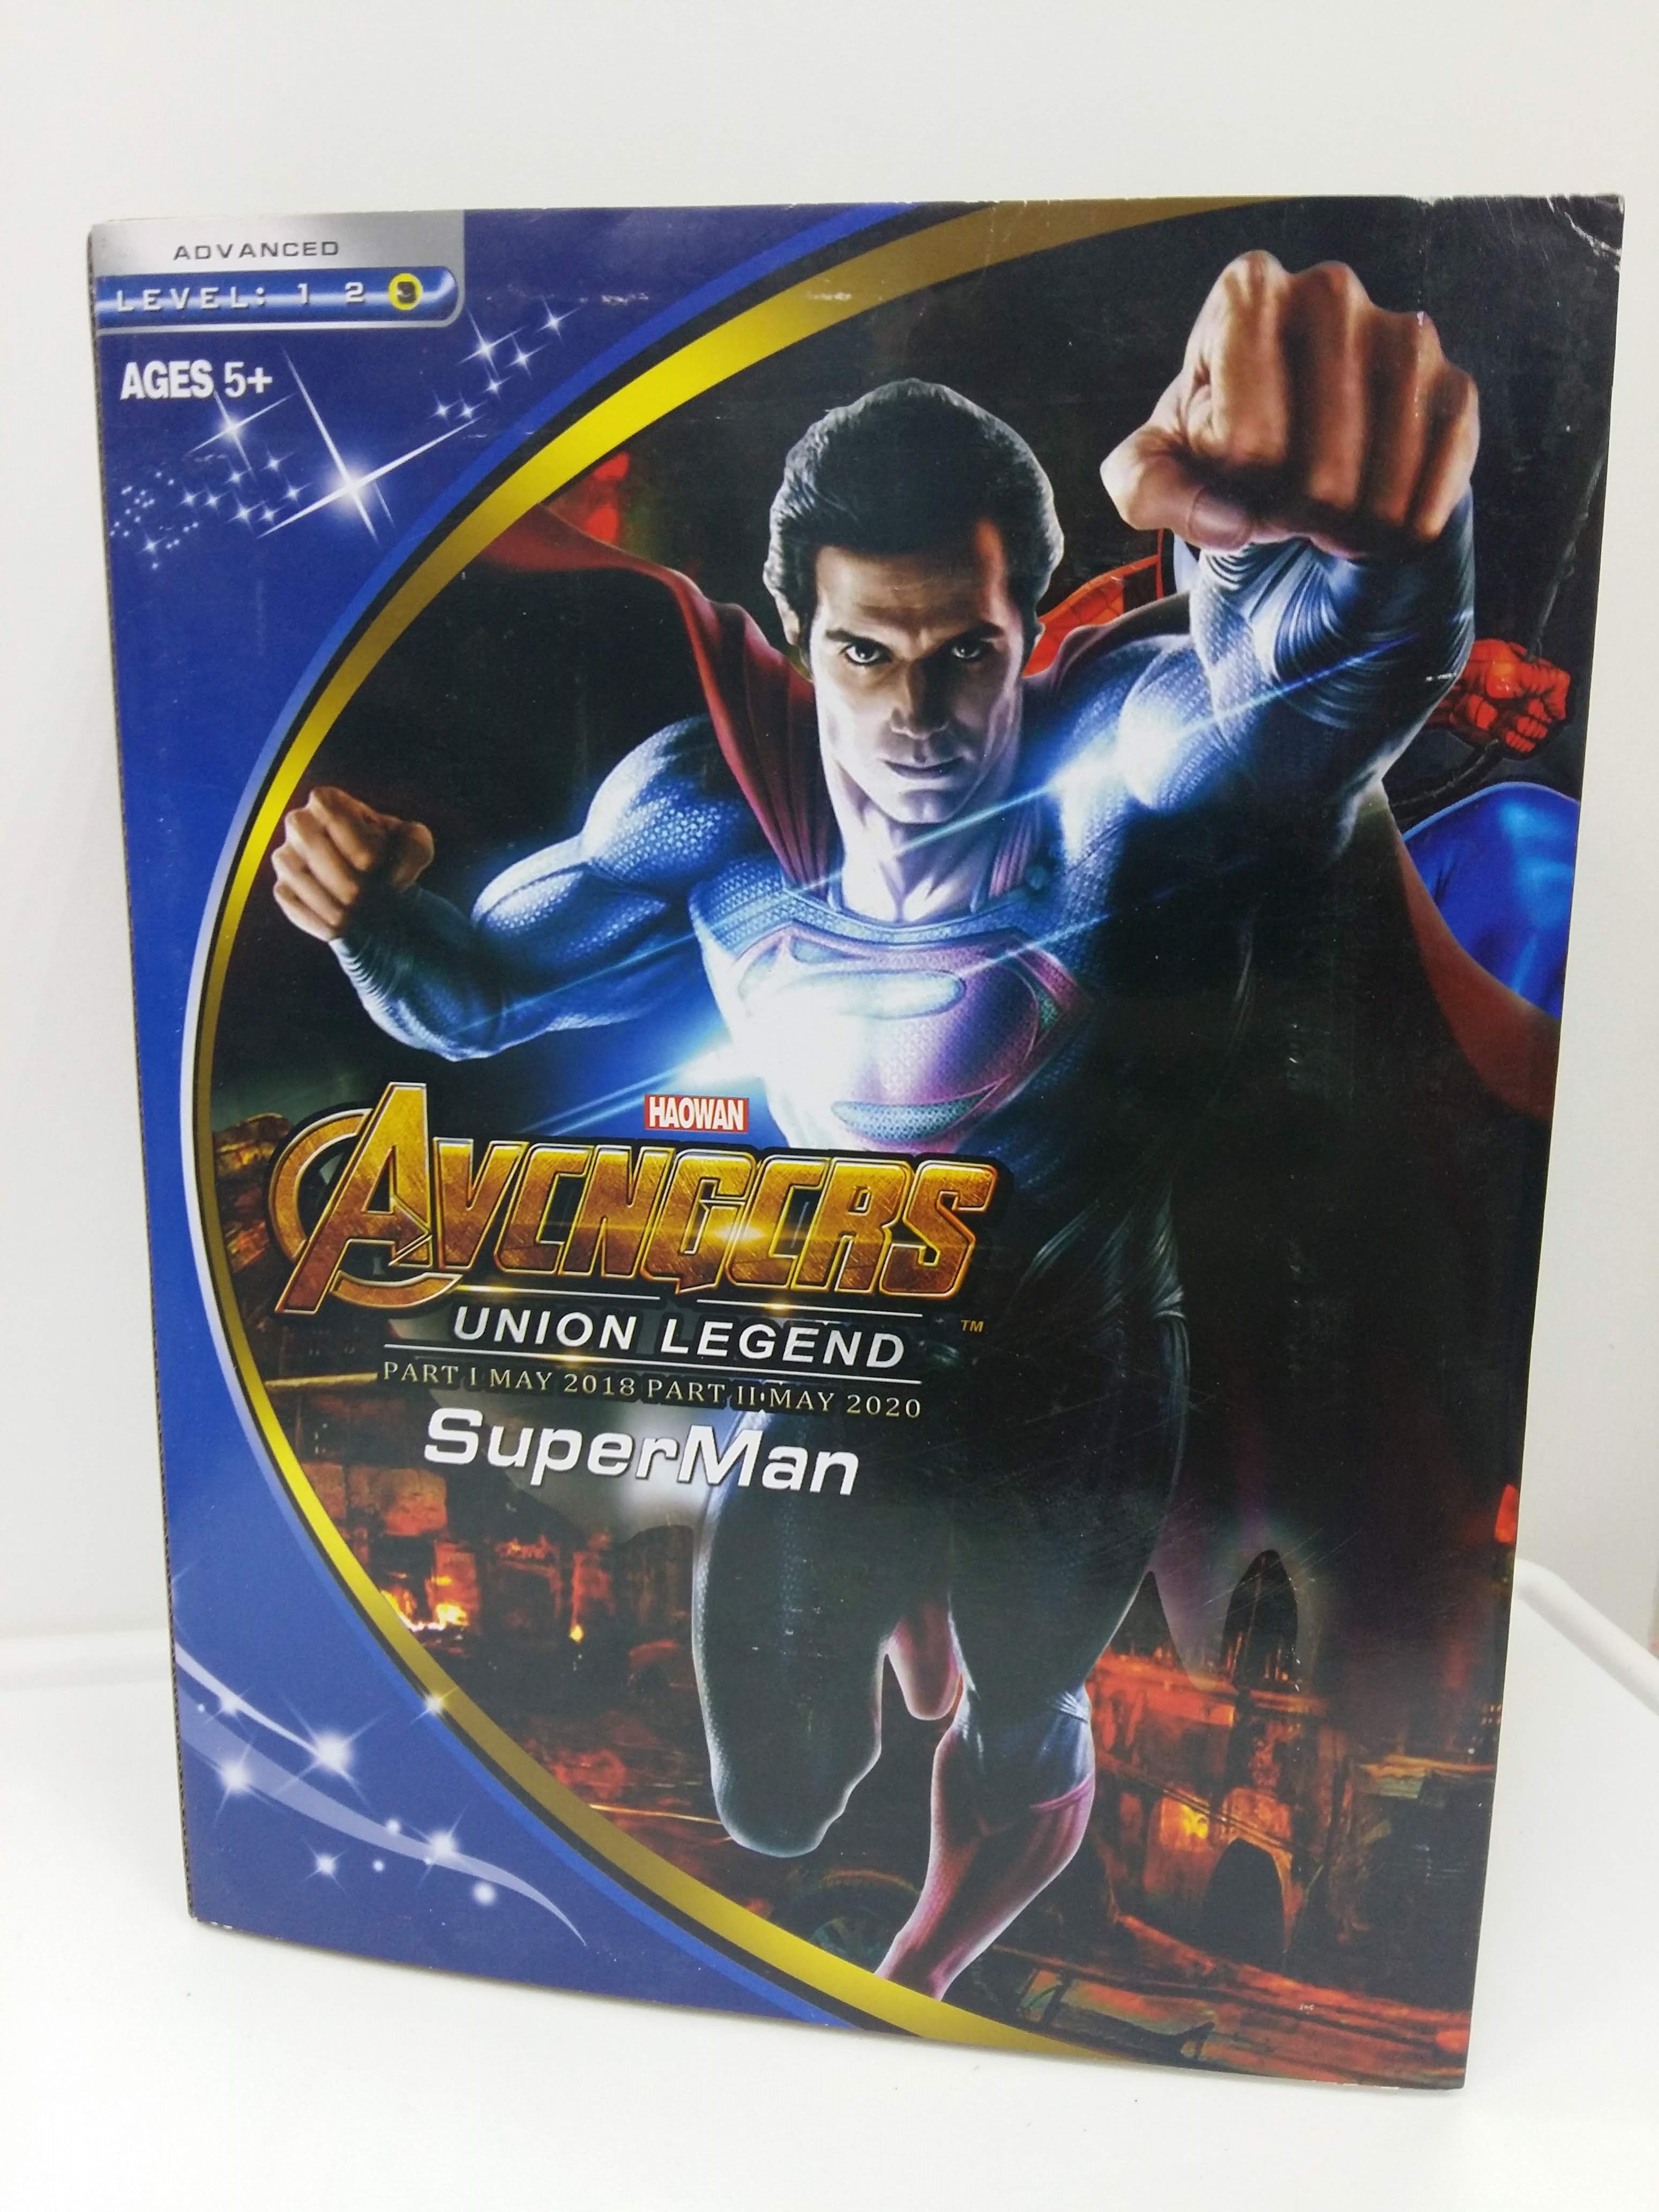 ADVANCED
LEVEL: 1 2 3
AGES 5+
HAOWAN
AVENGERS
UNION LEGEND ™
PART I MAY 2018 PART II MAY 2020
SuperMan